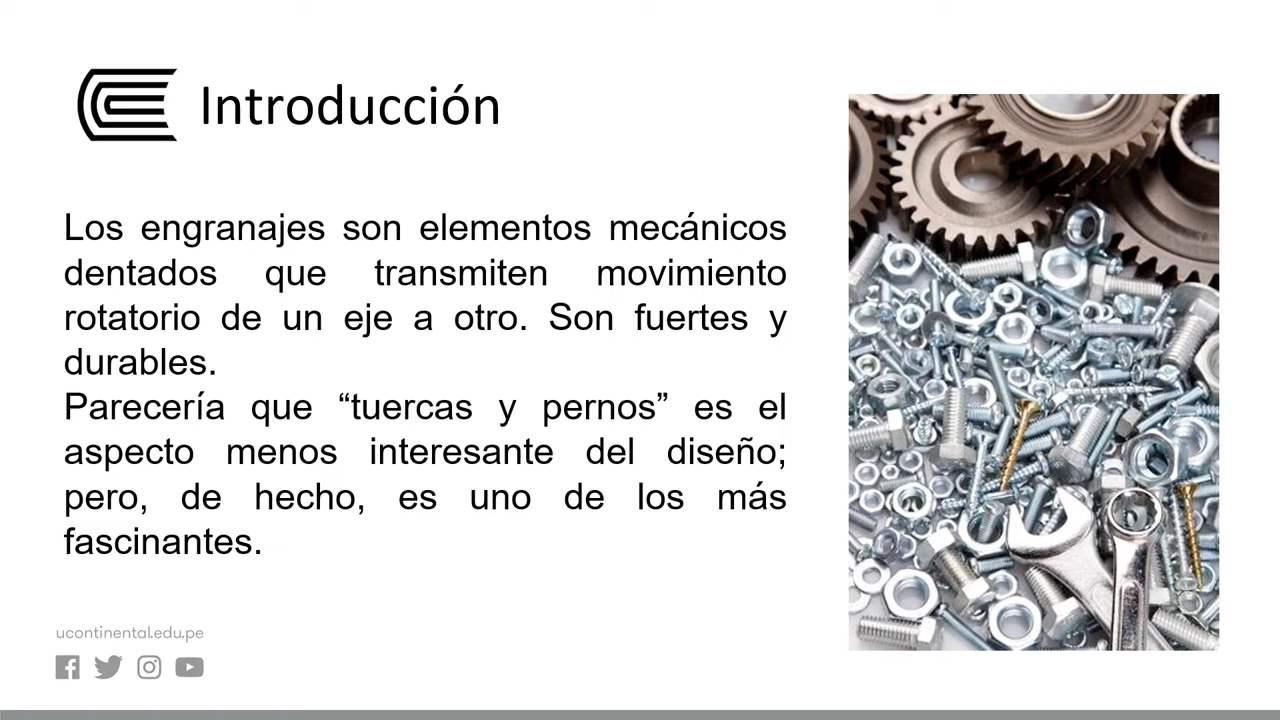 Introducción
Los engranajes son elementos mecánicos
dentados que transmiten movimiento
rotatorio de un eje a otro. Son fuertes y
durables.
Parecería que “tuercas y pernos” es el
aspecto menos interesante del diseño;
pero, de hecho, es uno de los más
fascinantes.
ucontinental.edu.pe